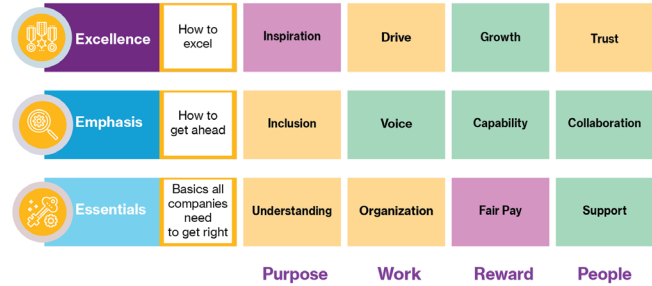 Excellence
How to
excel
Inspiration
Drive
Growth
Trust
Emphasis
How to
get ahead
Inclusion
Voice
Capability
Collaboration
Essentials
Basics all
companies
need
to get right
Understanding
Organization
Fair Pay
Support
Purpose
Work
Reward
People